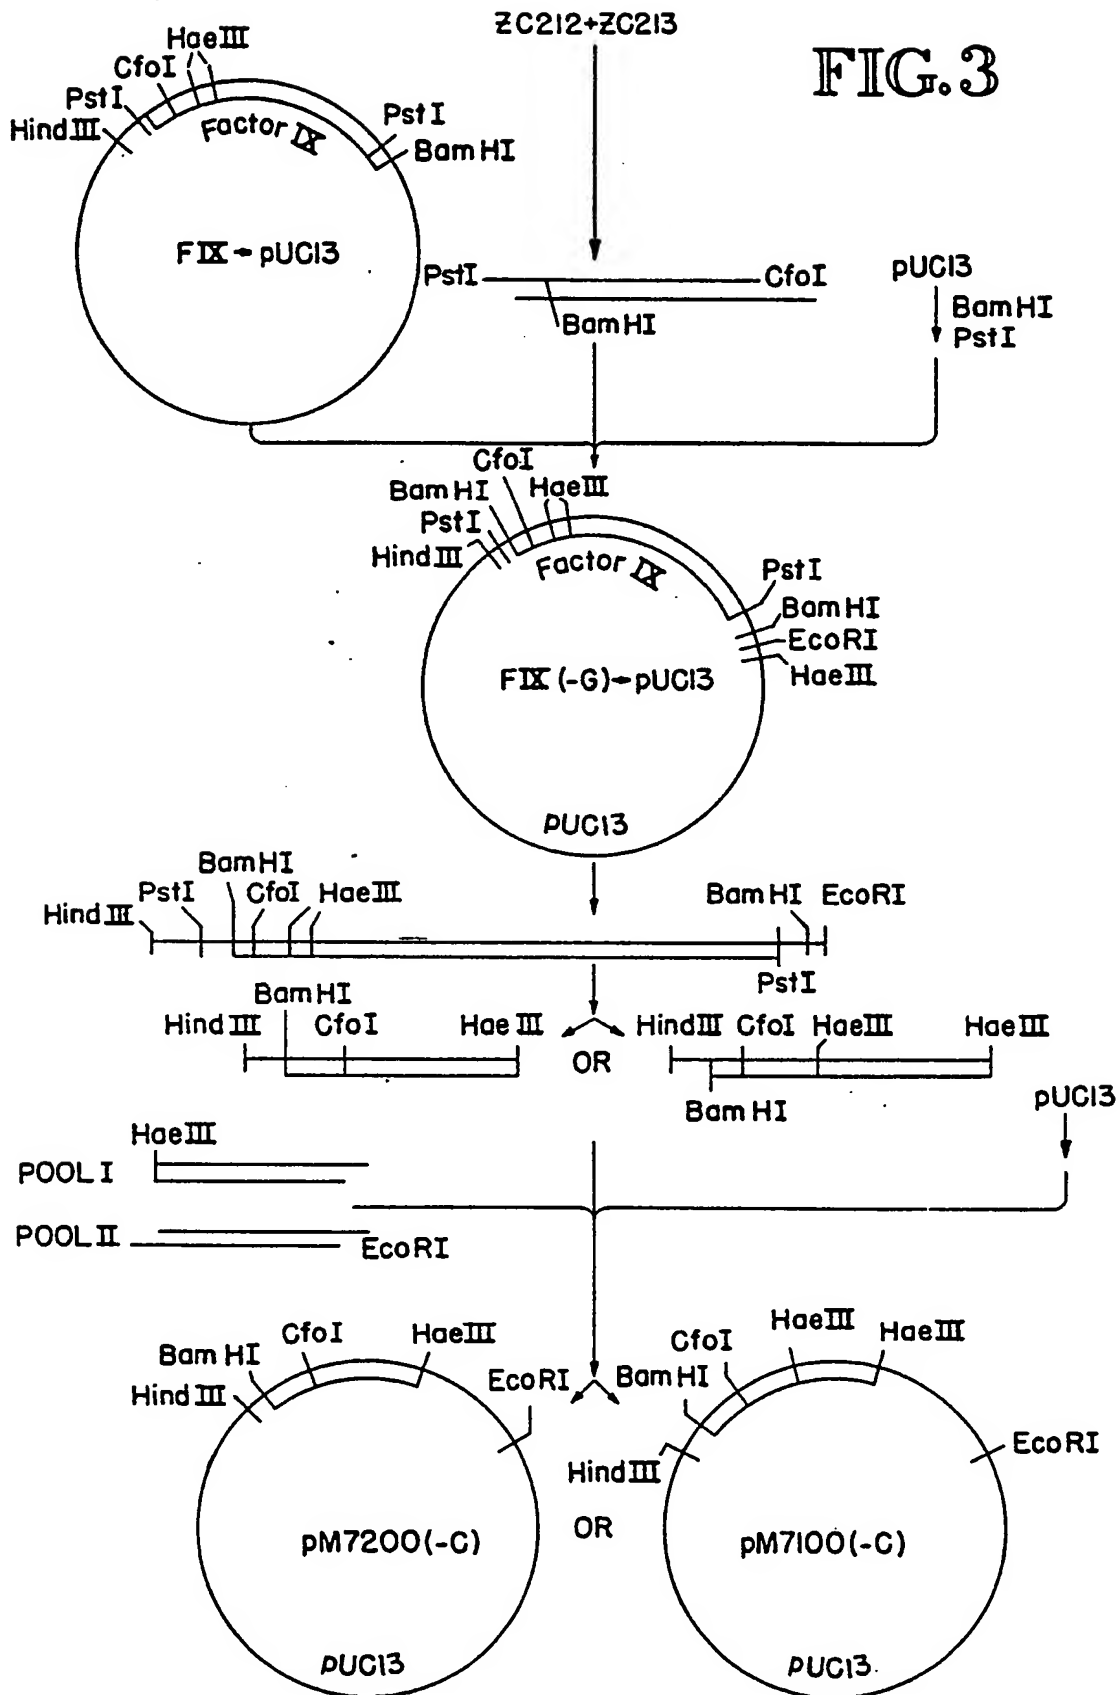 FIG. 3
ZC212+ZC213
HaeIII
CfoI
PstI
HindIII
Factor IX
PstI
BamHI
FIX→pUC13
PstI
CfoI
BamHI
pUC13
BamHI
PstI
CfoI
BamHI
HaeIII
PstI
HindIII
Factor IX
PstI
BamHI
EcoRI
HaeIII
FIX(-G)→pUC13
pUC13
BamHI
PstI
CfoI
HaeIII
HindIII
BamHI
EcoRI
PstI
BamHI
HindIII
CfoI
HaeIII
OR
HindIII
CfoI
HaeIII
HaeIII
BamHI
pUC13
HaeIII
POOL I
POOL II
EcoRI
CfoI
HaeIII
BamHI
HindIII
EcoRI
pM7200(-C)
pUC13
OR
HaeIII
HaeIII
CfoI
BamHI
HindIII
EcoRI
pM7100(-C)
pUC13